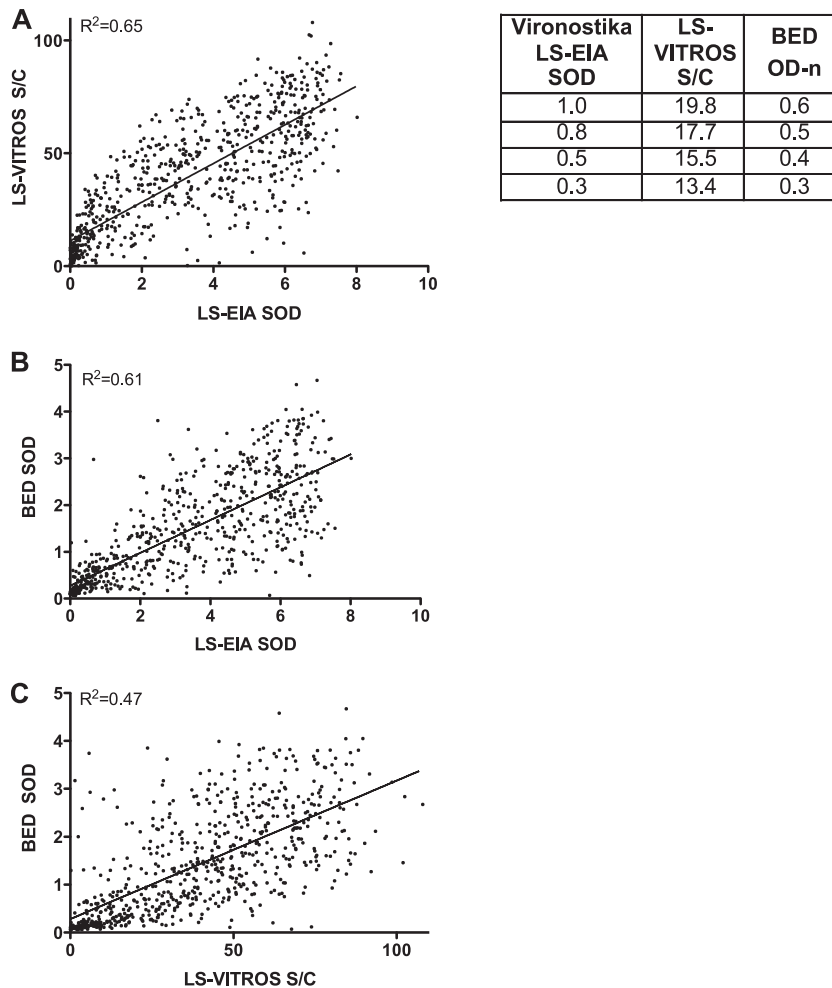 A
R²=0.65
100
50
0
LS-VITROS S/C
0 2 4 6 8 10
LS-EIA SOD
Vironostika LS-EIA SOD LS-VITROS S/C BED OD-n
1.0 19.8 0.6
0.8 17.7 0.5
0.5 15.5 0.4
0.3 13.4 0.3
B
R²=0.61
5
4
3
2
1
0
BED SOD
0 2 4 6 8 10
LS-EIA SOD
C
R²=0.47
5
4
3
2
1
0
BED SOD
0 50 100
LS-VITROS S/C